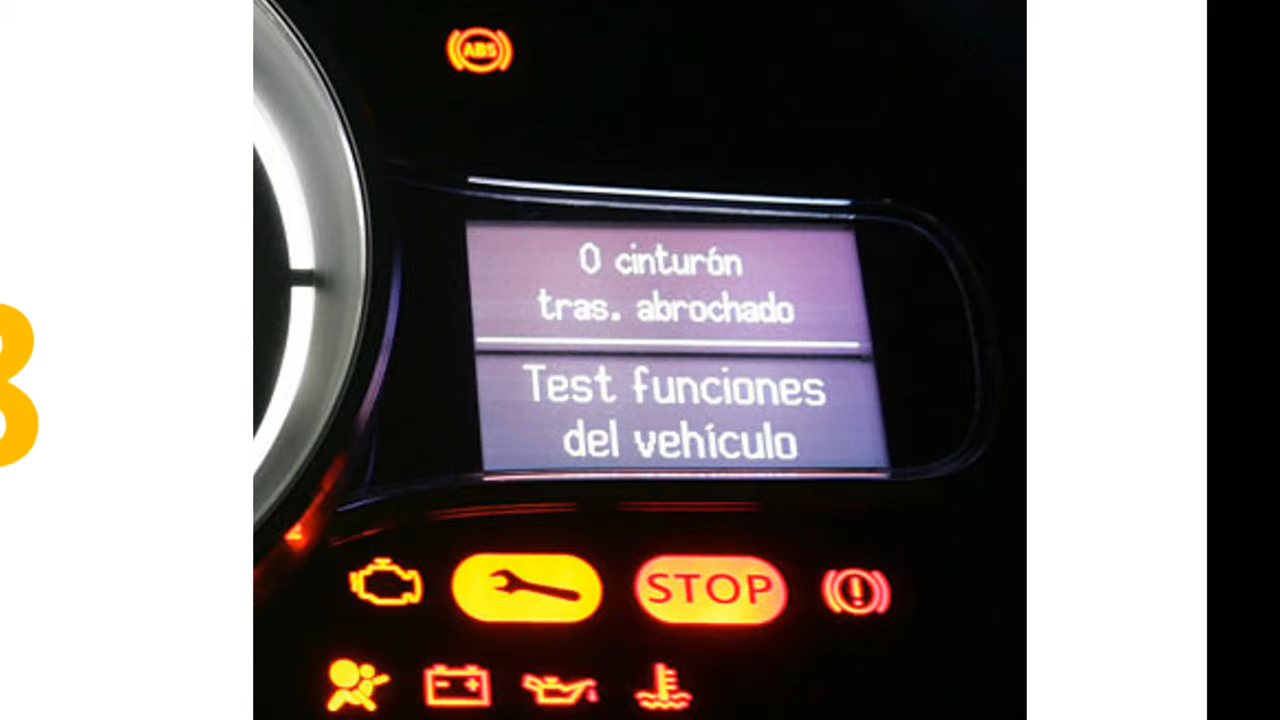 ABS
0 cinturón
tras. abrochado
Test funciones
del vehículo
STOP